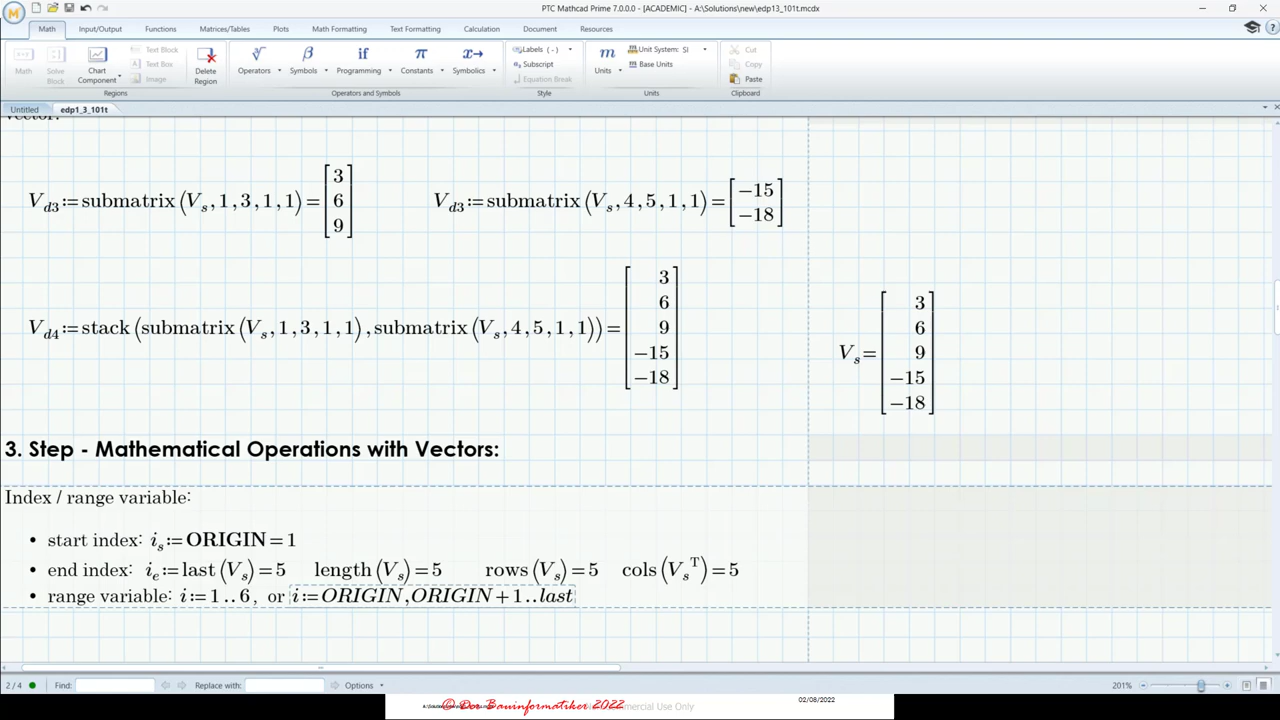 PTC Mathcad Prime 7.0.0.0 - [ACADEMIC] - A:\Solutions\new\edp13_101t.mcdx
Math Input/Output Functions Matrices/Tables Plots Math Formatting Text Formatting Calculation Document Resources
Math Solve Block Chart Component Text Block Text Box Image Delete Region Operators Symbols Programming Constants Symbolics Labels ( - ) Subscript Equation Break Units Unit System: SI Base Units Cut Copy Paste
Regions Operators and Symbols Style Units Clipboard
Untitled edp1_3_101t
vector:
V_d3:=submatrix (V_s,1,3,1,1)=[3 6 9] V_d3:=submatrix (V_s,4,5,1,1)=[−15 −18]
V_d4:=stack (submatrix (V_s,1,3,1,1),submatrix (V_s,4,5,1,1))=[3 6 9 −15 −18] V_s=[3 6 9 −15 −18]
3. Step - Mathematical Operations with Vectors:
Index / range variable:
• start index: i_s:=ORIGIN=1
• end index: i_e:=last (V_s)=5 length (V_s)=5 rows (V_s)=5 cols (V_s^T)=5
• range variable: i:=1..6, or i:=ORIGIN,ORIGIN+1..last
2/4 Find: Replace with: Options 201%
© Dor Bauinformatiker 2022
mmercial Use Only
02/08/2022